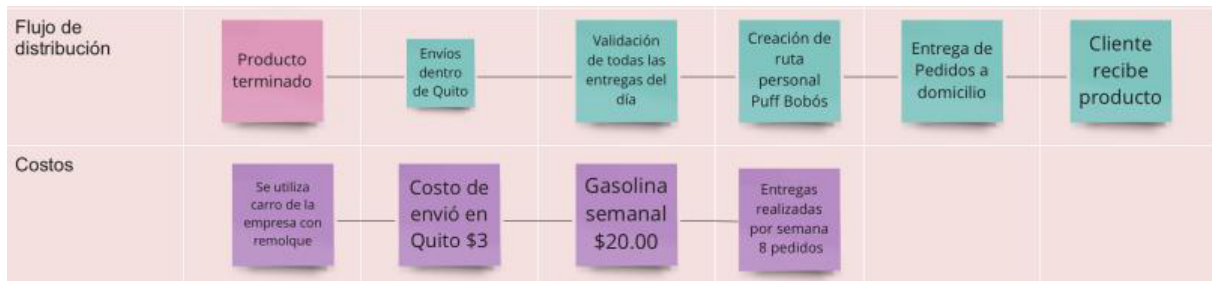 Flujo de
distribución
Producto
terminado
Envíos
dentro
de Quito
Validación
de todas las
entregas del
día
Creación de
ruta
personal
Puff Bobós
Entrega de
Pedidos a
domicilio
Cliente
recibe
producto
Costos
Se utiliza
carro de la
empresa con
remolque
Costo de
envió en
Quito $3
Gasolina
semanal
$20.00
Entregas
realizadas
por semana
8 pedidos